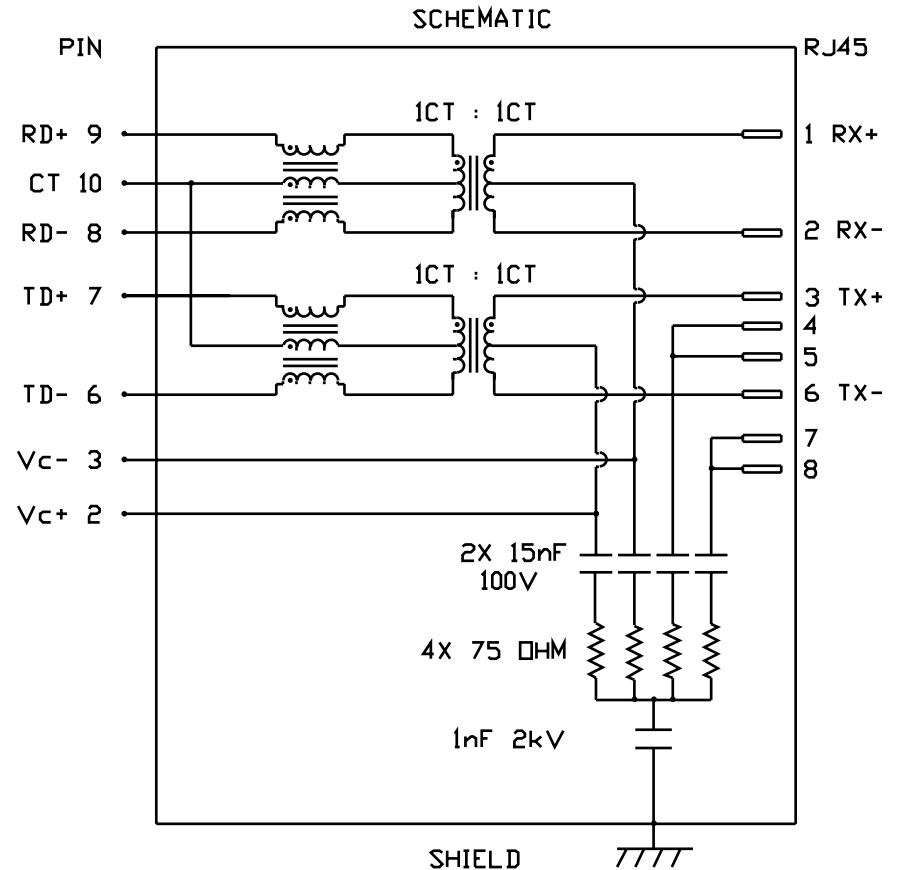 SCHEMATIC
PIN
RJ45
1CT : 1CT
RD+ 9
1 RX+
CT 10
RD- 8
2 RX-
1CT : 1CT
TD+ 7
3 TX+
4
5
TD- 6
6 TX-
7
Vc- 3
8
Vc+ 2
2X 15nF
100V
4X 75 OHM
1nF 2kV
SHIELD